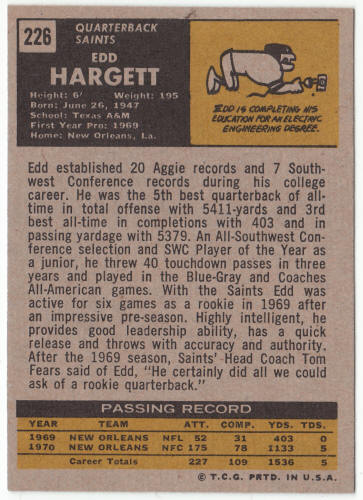 226
QUARTERBACK
SAINTS
EDD
HARGETT
Height: 6' Weight: 195
Born: June 26, 1947
School: Texas A&M
First Year Pro: 1969
Home: New Orleans, La.
EDD IS COMPLETING HIS
EDUCATION FOR AN ELECTRIC
ENGINEERING DEGREE.
Edd established 20 Aggie records and 7 South-
west Conference records during his college
career. He was the 5th best quarterback of all-
time in total offense with 5411-yards and 3rd
best all-time in completions with 403 and in
passing yardage with 5379. An All-Southwest Con-
ference selection and SWC Player of the Year as
a junior, he threw 40 touchdown passes in three
years and played in the Blue-Gray and Coaches
All-American games. With the Saints Edd was
active for six games as a rookie in 1969 after
an impressive pre-season. Highly intelligent, he
provides good leadership ability, has a quick
release and throws with accuracy and authority.
After the 1969 season, Saints' Head Coach Tom
Fears said of Edd, "He certainly did all we could
ask of a rookie quarterback."
PASSING RECORD
YEAR TEAM ATT. COMP. YDS. TDS.
1969 NEW ORLEANS NFL 52 31 403 0
1970 NEW ORLEANS NFC 175 78 1133 5
Career Totals 227 109 1536 5
© T.C.G. PRTD. IN U.S.A.